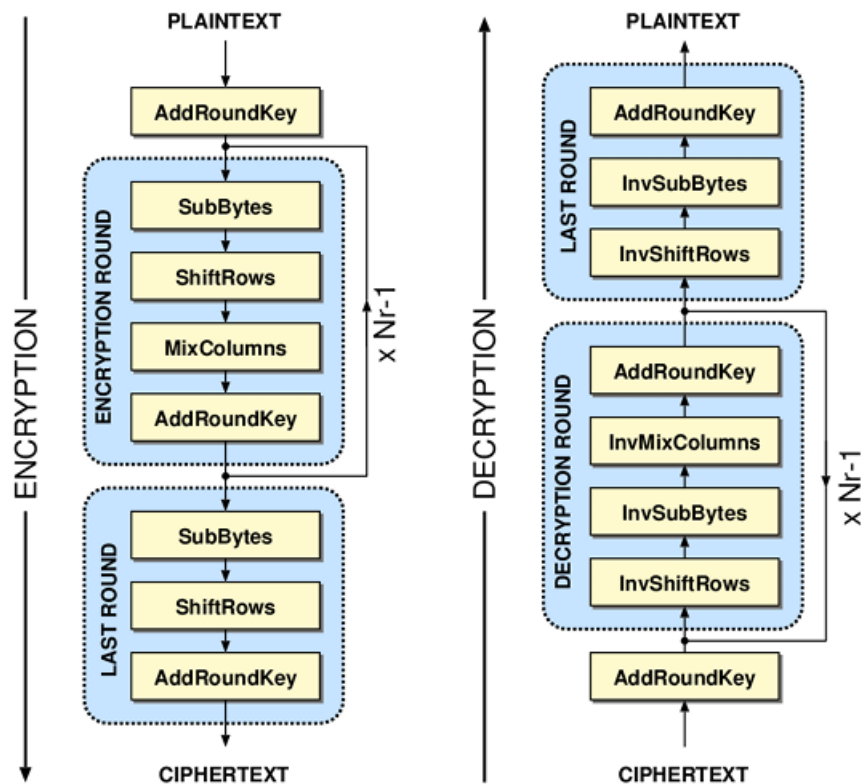 PLAINTEXT
AddRoundKey
SubBytes
ShiftRows
MixColumns
AddRoundKey
ENCRYPTION ROUND
x Nr-1
SubBytes
ShiftRows
AddRoundKey
LAST ROUND
CIPHERTEXT
ENCRYPTION
PLAINTEXT
AddRoundKey
InvSubBytes
InvShiftRows
LAST ROUND
AddRoundKey
InvMixColumns
InvSubBytes
InvShiftRows
DECRYPTION ROUND
x Nr-1
AddRoundKey
CIPHERTEXT
DECRYPTION